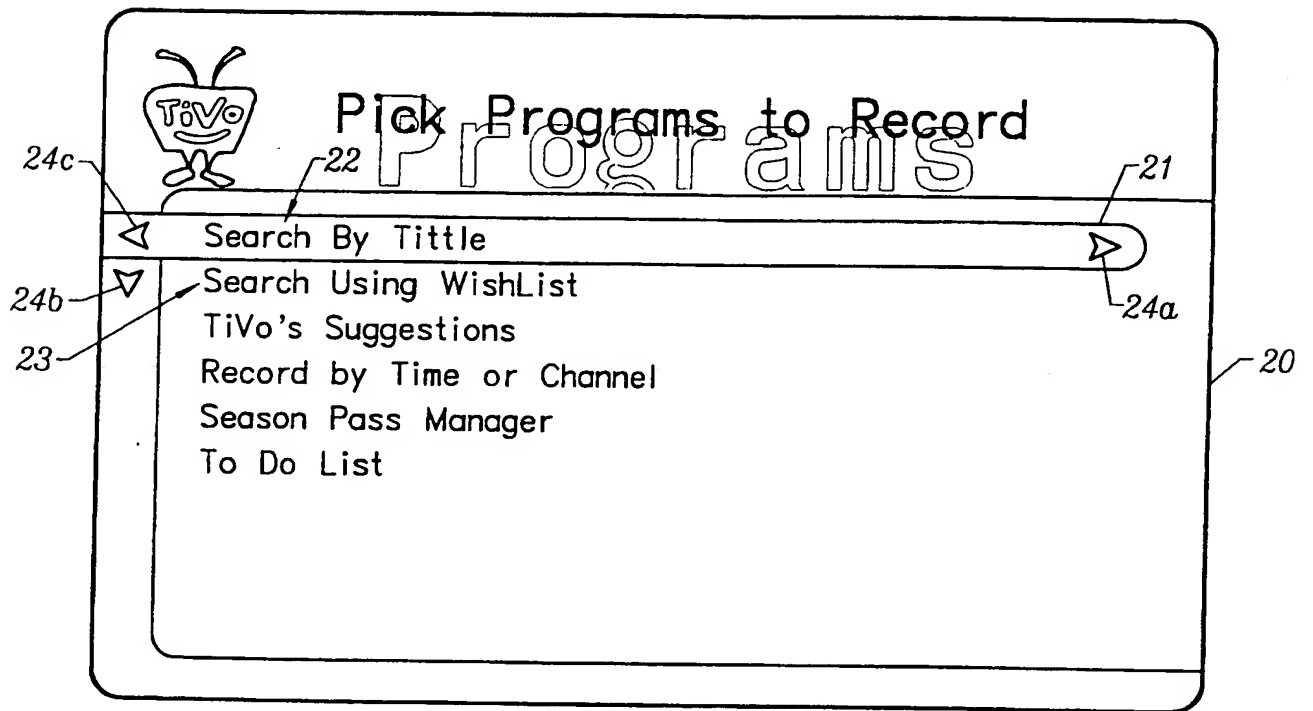 TiVo
Pick Programs to Record
Programs
24c
22
21
Search By Tittle
24b
Search Using WishList
24a
23
TiVo's Suggestions
20
Record by Time or Channel
Season Pass Manager
To Do List